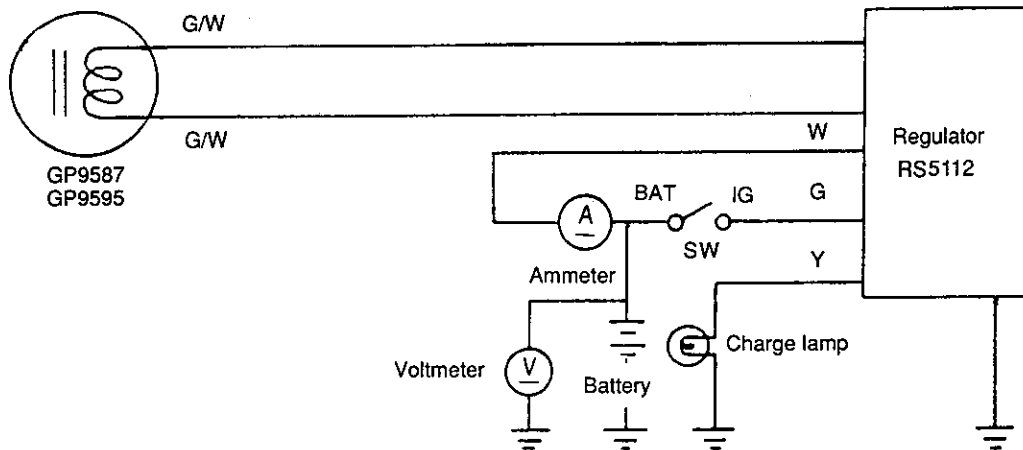 G/W
G/W
GP9587
GP9595
W
Regulator
RS5112
BAT
IG
G
A
SW
Ammeter
Y
Voltmeter
V
Battery
Charge lamp